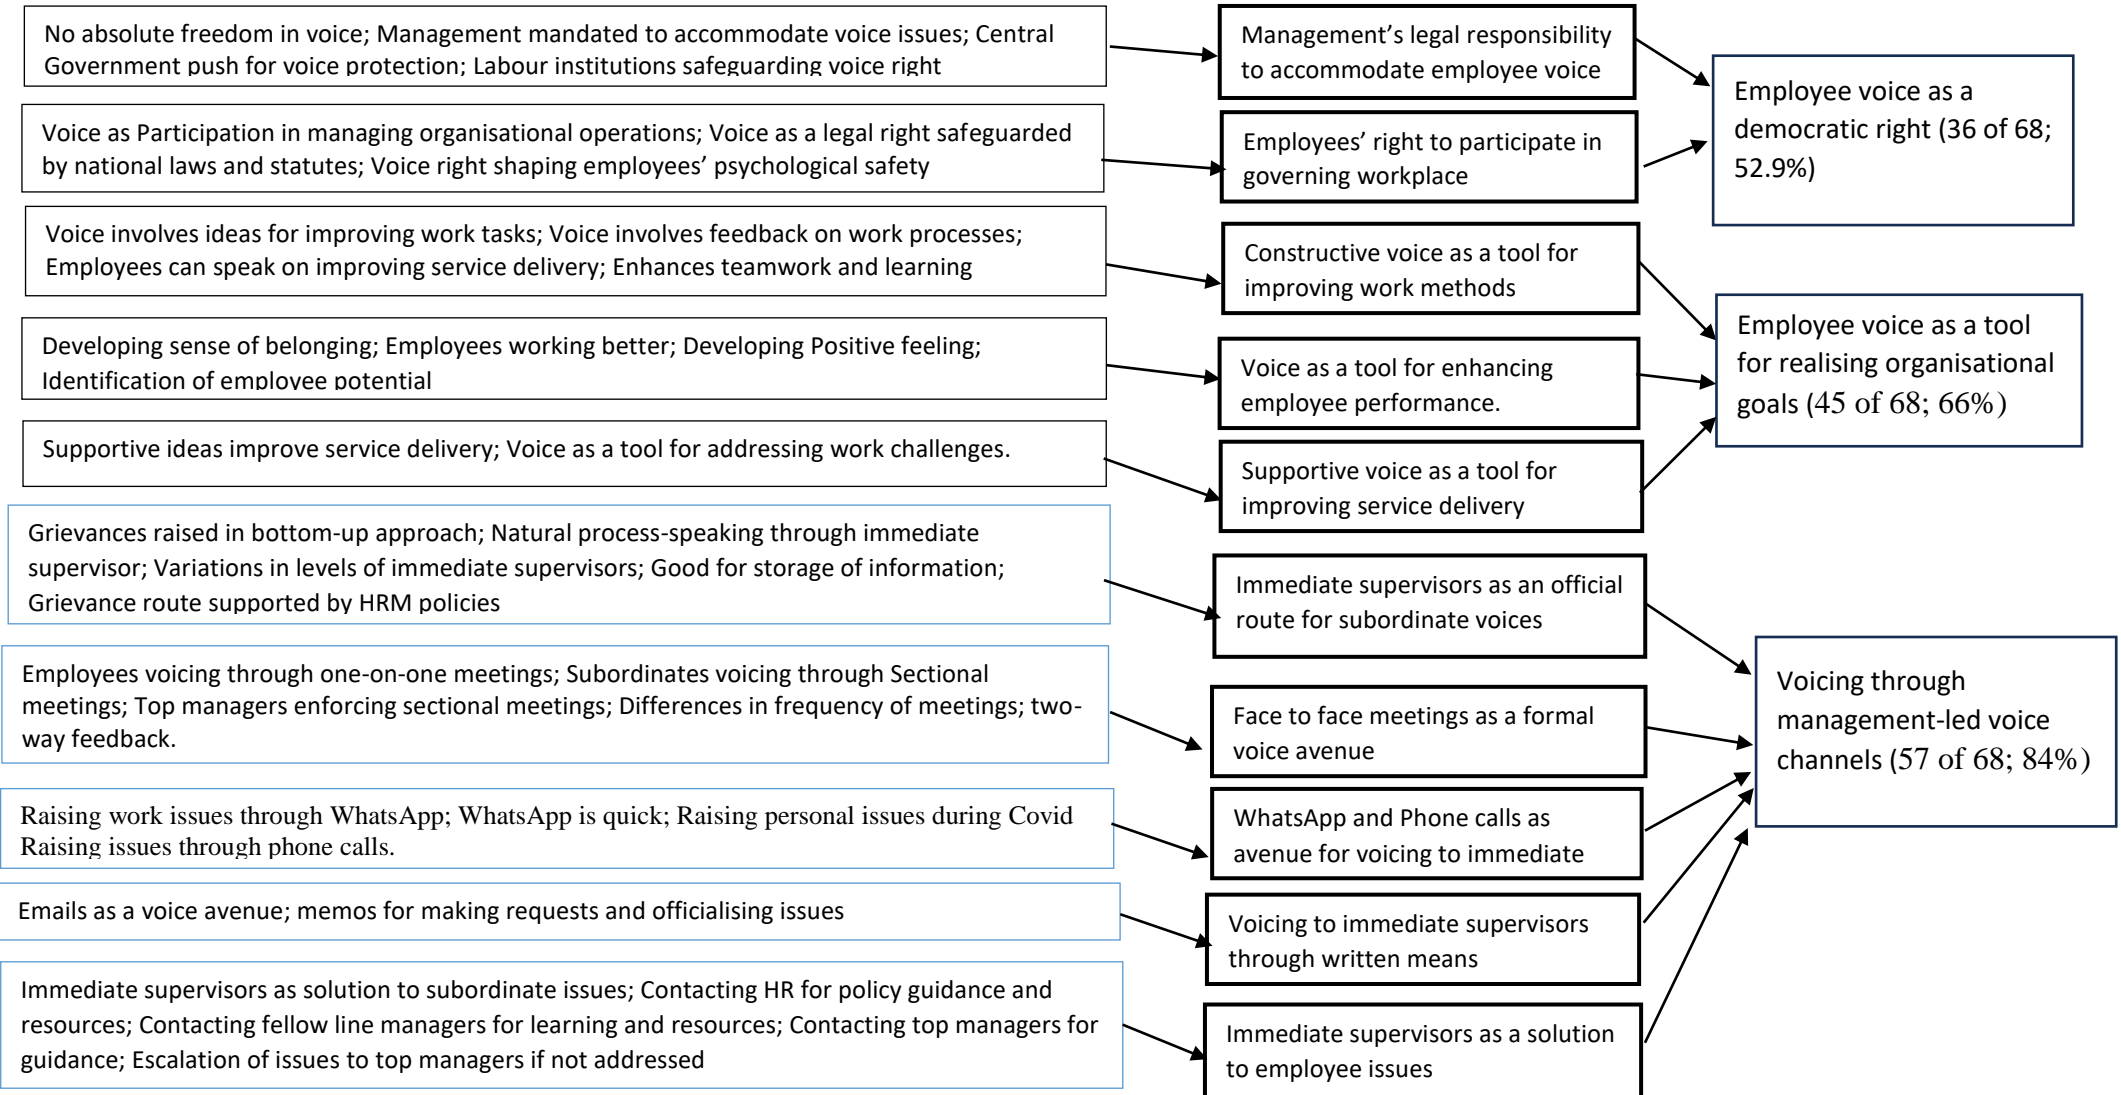 No absolute freedom in voice; Management mandated to accommodate voice issues; Central
Government push for voice protection; Labour institutions safeguarding voice right
Management’s legal responsibility
to accommodate employee voice
Employee voice as a
democratic right (36 of 68;
52.9%)
Voice as Participation in managing organisational operations; Voice as a legal right safeguarded
by national laws and statutes; Voice right shaping employees’ psychological safety
Employees’ right to participate in
governing workplace
Voice involves ideas for improving work tasks; Voice involves feedback on work processes;
Employees can speak on improving service delivery; Enhances teamwork and learning
Constructive voice as a tool for
improving work methods
Employee voice as a tool
for realising organisational
goals (45 of 68; 66%)
Developing sense of belonging; Employees working better; Developing Positive feeling;
Identification of employee potential
Voice as a tool for enhancing
employee performance.
Supportive ideas improve service delivery; Voice as a tool for addressing work challenges.
Supportive voice as a tool for
improving service delivery
Grievances raised in bottom-up approach; Natural process-speaking through immediate
supervisor; Variations in levels of immediate supervisors; Good for storage of information;
Grievance route supported by HRM policies
Immediate supervisors as an official
route for subordinate voices
Voicing through
management-led voice
channels (57 of 68; 84%)
Employees voicing through one-on-one meetings; Subordinates voicing through Sectional
meetings; Top managers enforcing sectional meetings; Differences in frequency of meetings; two-
way feedback.
Face to face meetings as a formal
voice avenue
Raising work issues through WhatsApp; WhatsApp is quick; Raising personal issues during Covid
Raising issues through phone calls.
WhatsApp and Phone calls as
avenue for voicing to immediate
Emails as a voice avenue; memos for making requests and officialising issues
Voicing to immediate supervisors
through written means
Immediate supervisors as solution to subordinate issues; Contacting HR for policy guidance and
resources; Contacting fellow line managers for learning and resources; Contacting top managers for
guidance; Escalation of issues to top managers if not addressed
Immediate supervisors as a solution
to employee issues